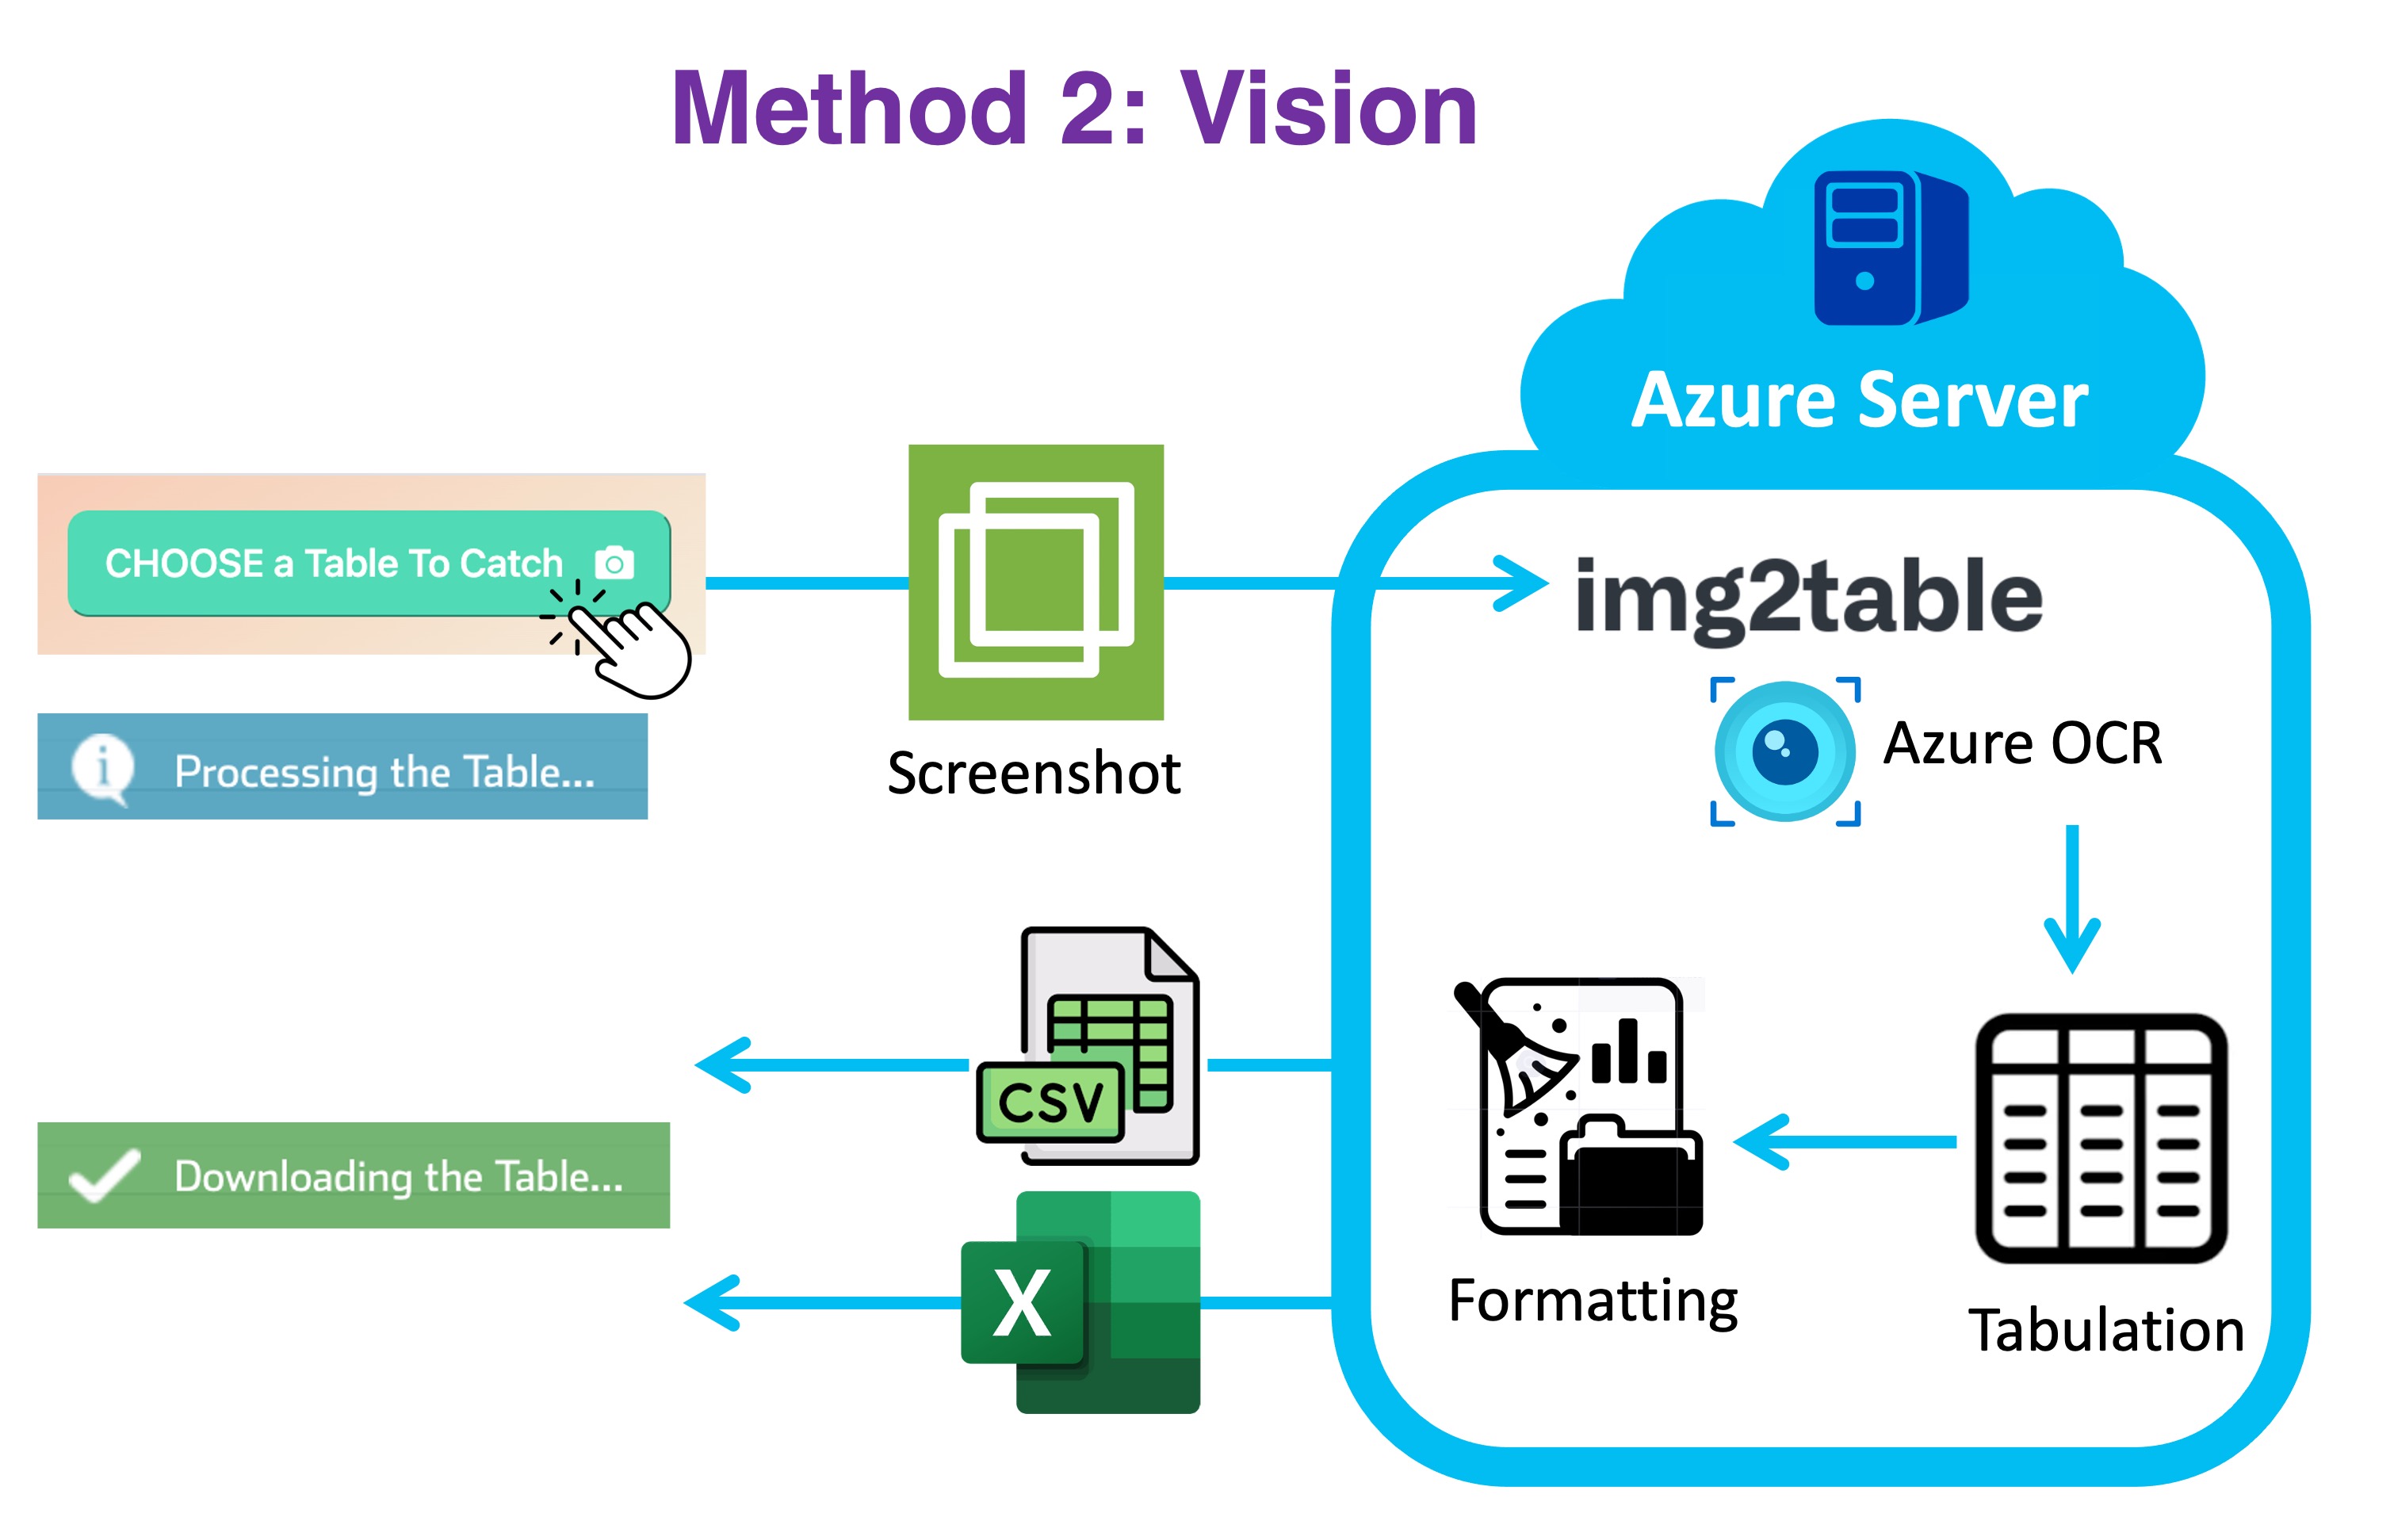 Method 2: Vision
Azure Server
CHOOSE a Table To Catch
img2table
Azure OCR
Processing the Table...
Screenshot
CSV
Downloading the Table...
X
Formatting
Tabulation